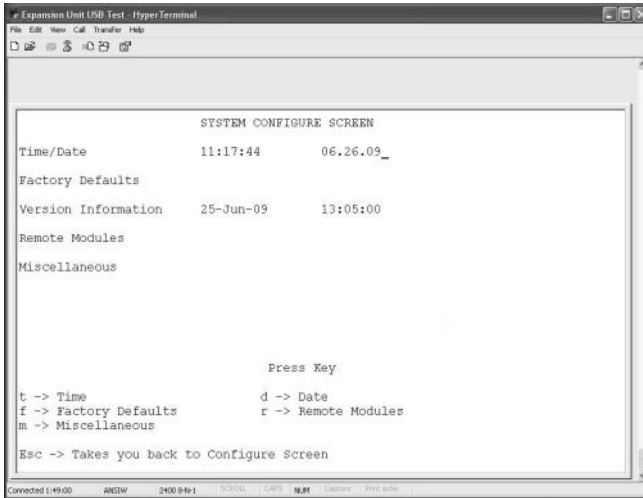 Expansion Unit USB Test - HyperTerminal
File Edit View Call Transfer Help
SYSTEM CONFIGURE SCREEN
Time/Date 11:17:44 06.26.09_
Factory Defaults
Version Information 25-Jun-09 13:05:00
Remote Modules
Miscellaneous
Press Key
t -> Time d -> Date
f -> Factory Defaults r -> Remote Modules
m -> Miscellaneous
Esc -> Takes you back to Configure Screen
Connected 1:49:00 ANSIW 2400 8-N-1 SCROLL CAPS NUM Capture Print echo